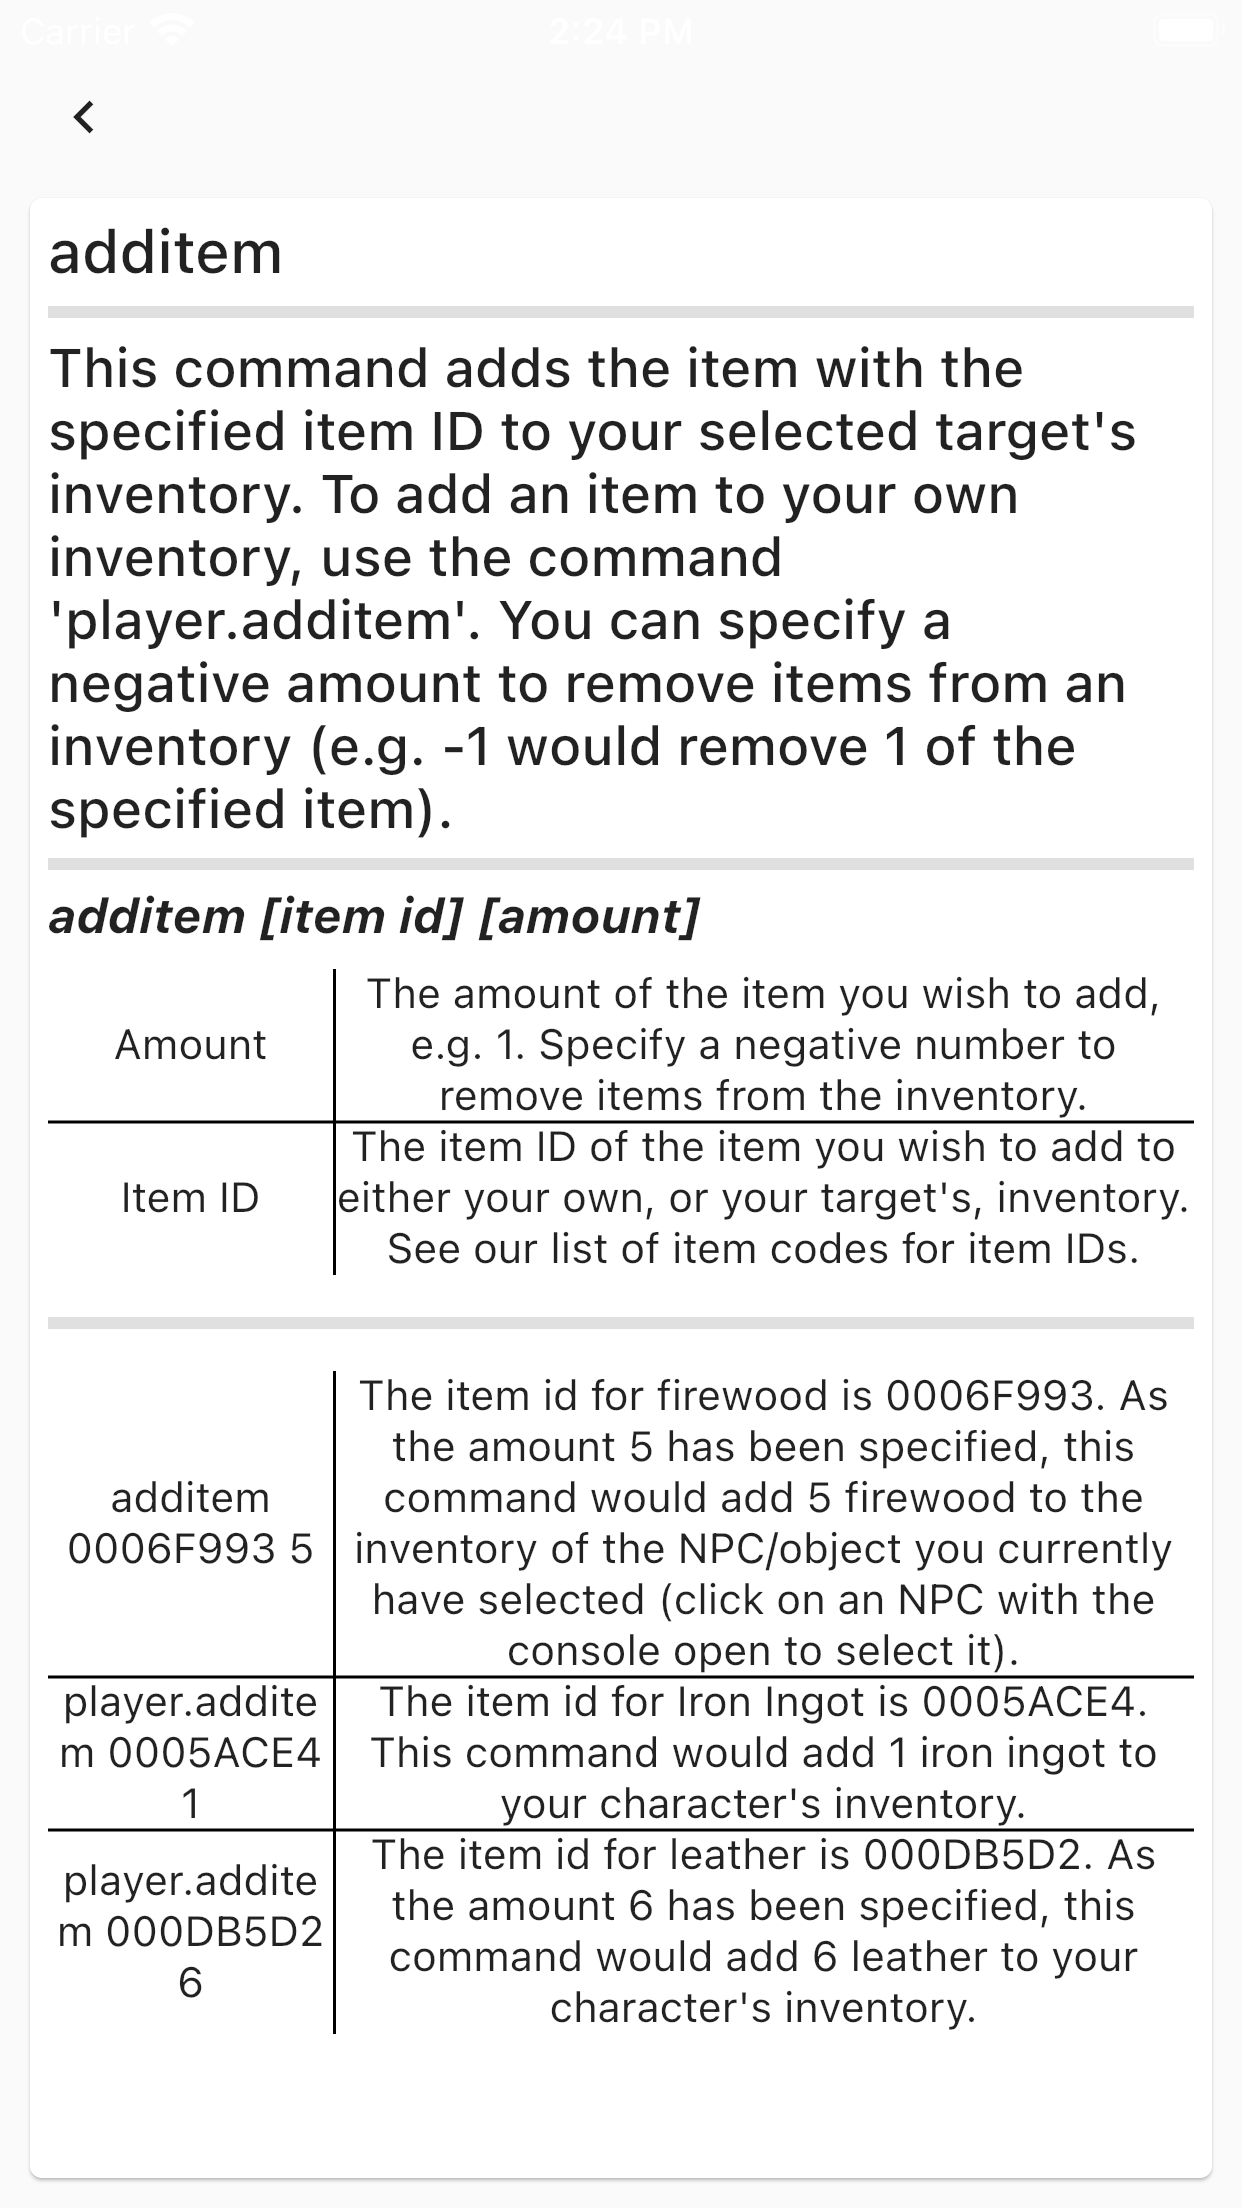 Carrier
2:24 PM
additem
This command adds the item with the
specified item ID to your selected target's
inventory. To add an item to your own
inventory, use the command
'player.additem'. You can specify a
negative amount to remove items from an
inventory (e.g. -1 would remove 1 of the
specified item).
additem [item id] [amount]
Amount
The amount of the item you wish to add,
e.g. 1. Specify a negative number to
remove items from the inventory.
Item ID
The item ID of the item you wish to add to
either your own, or your target's, inventory.
See our list of item codes for item IDs.
additem
0006F993 5
The item id for firewood is 0006F993. As
the amount 5 has been specified, this
command would add 5 firewood to the
inventory of the NPC/object you currently
have selected (click on an NPC with the
console open to select it).
player.addite
m 0005ACE4
1
The item id for Iron Ingot is 0005ACE4.
This command would add 1 iron ingot to
your character's inventory.
player.addite
m 000DB5D2
6
The item id for leather is 000DB5D2. As
the amount 6 has been specified, this
command would add 6 leather to your
character's inventory.